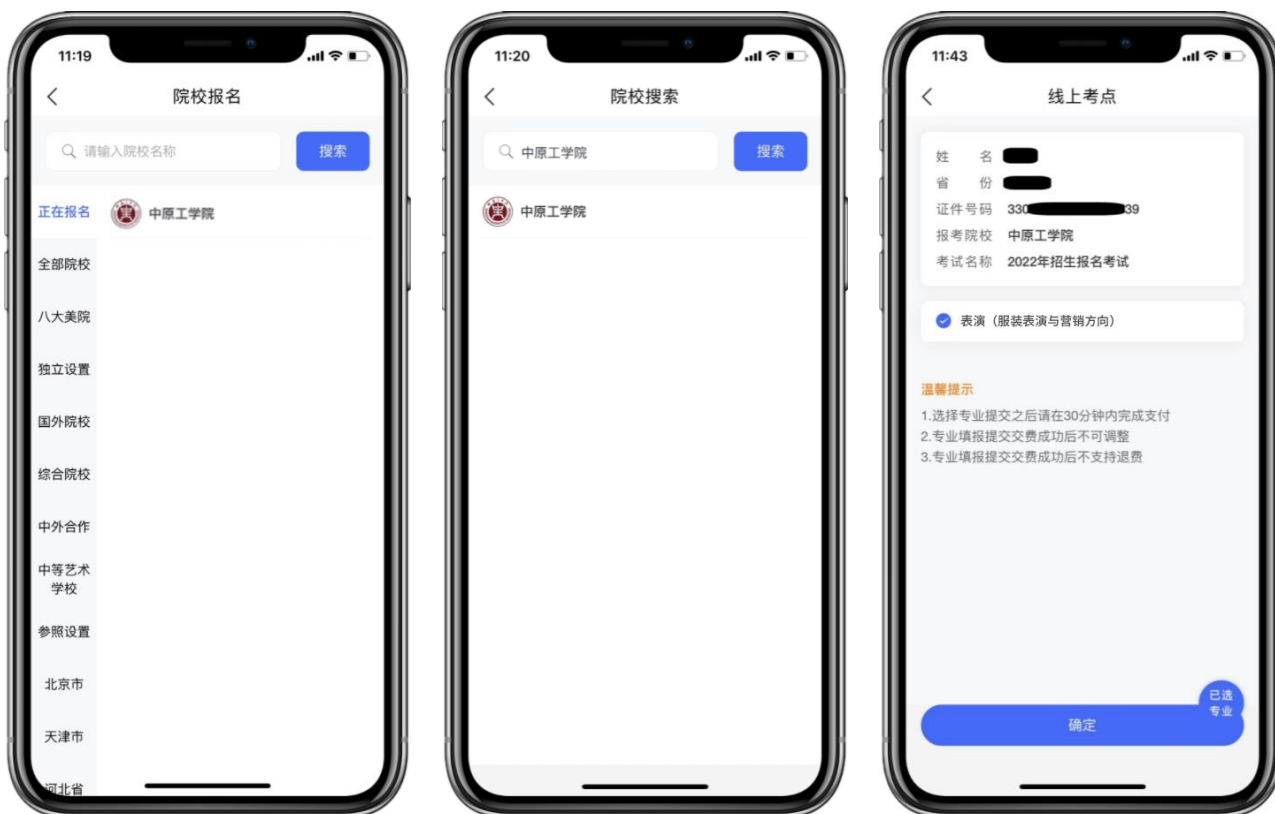 11:19
院校报名
请输入院校名称
搜索
正在报名
中原工学院
全部院校
八大美院
独立设置
国外院校
综合院校
中外合作
中等艺术
学校
参照设置
北京市
天津市
河北省
11:20
院校搜索
中原工学院
搜索
中原工学院
11:43
线上考点
姓 名
省 份
证件号码 330 39
报考院校 中原工学院
考试名称 2022年招生报名考试
表演（服装表演与营销方向）
温馨提示
1.选择专业提交之后请在30分钟内完成支付
2.专业填报提交交费成功后不可调整
3.专业填报提交交费成功后不支持退费
已选
专业
确定